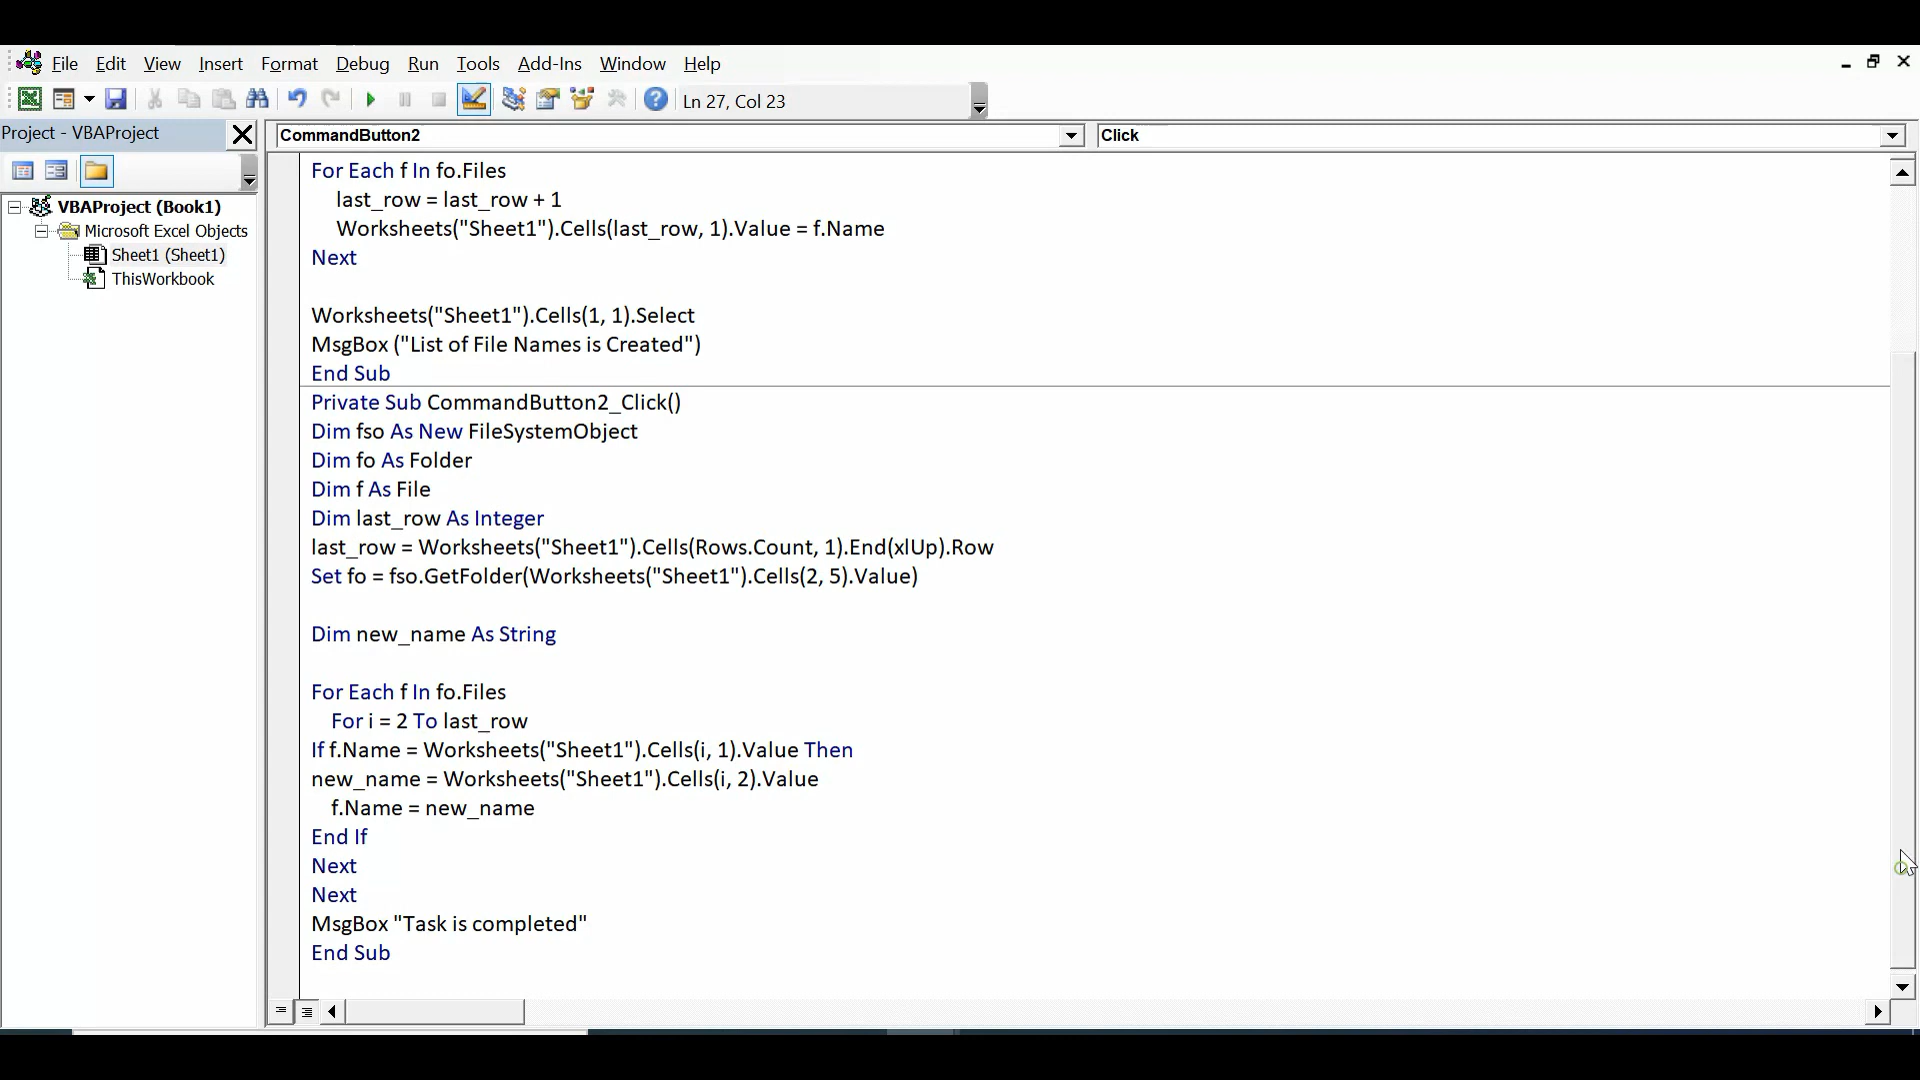 File Edit View Insert Format Debug Run Tools Add-Ins Window Help
Ln 27, Col 23
Project - VBAProject
CommandButton2
Click
VBAProject (Book1)
Microsoft Excel Objects
Sheet1 (Sheet1)
ThisWorkbook
For Each f In fo.Files
last_row = last_row + 1
Worksheets("Sheet1").Cells(last_row, 1).Value = f.Name
Next
Worksheets("Sheet1").Cells(1, 1).Select
MsgBox ("List of File Names is Created")
End Sub
Private Sub CommandButton2_Click()
Dim fso As New FileSystemObject
Dim fo As Folder
Dim f As File
Dim last_row As Integer
last_row = Worksheets("Sheet1").Cells(Rows.Count, 1).End(xlUp).Row
Set fo = fso.GetFolder(Worksheets("Sheet1").Cells(2, 5).Value)
Dim new_name As String
For Each f In fo.Files
For i = 2 To last_row
If f.Name = Worksheets("Sheet1").Cells(i, 1).Value Then
new_name = Worksheets("Sheet1").Cells(i, 2).Value
f.Name = new_name
End If
Next
Next
MsgBox "Task is completed"
End Sub